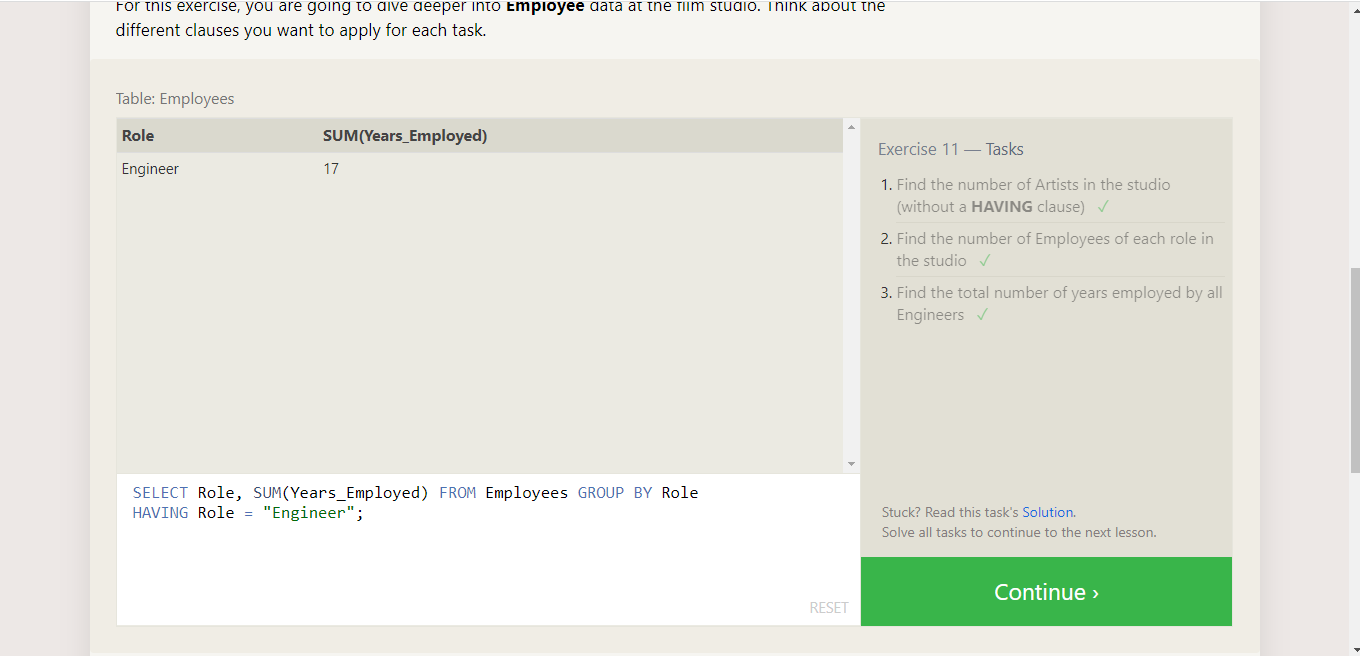 For this exercise, you are going to dive deeper into Employee data at the film studio. Think about the
different clauses you want to apply for each task.
Table: Employees
Role SUM(Years_Employed)
Engineer 17
SELECT Role, SUM(Years_Employed) FROM Employees GROUP BY Role
HAVING Role = "Engineer";
RESET
Exercise 11 — Tasks
1. Find the number of Artists in the studio
(without a HAVING clause) ✓
2. Find the number of Employees of each role in
the studio ✓
3. Find the total number of years employed by all
Engineers ✓
Stuck? Read this task's Solution.
Solve all tasks to continue to the next lesson.
Continue ›